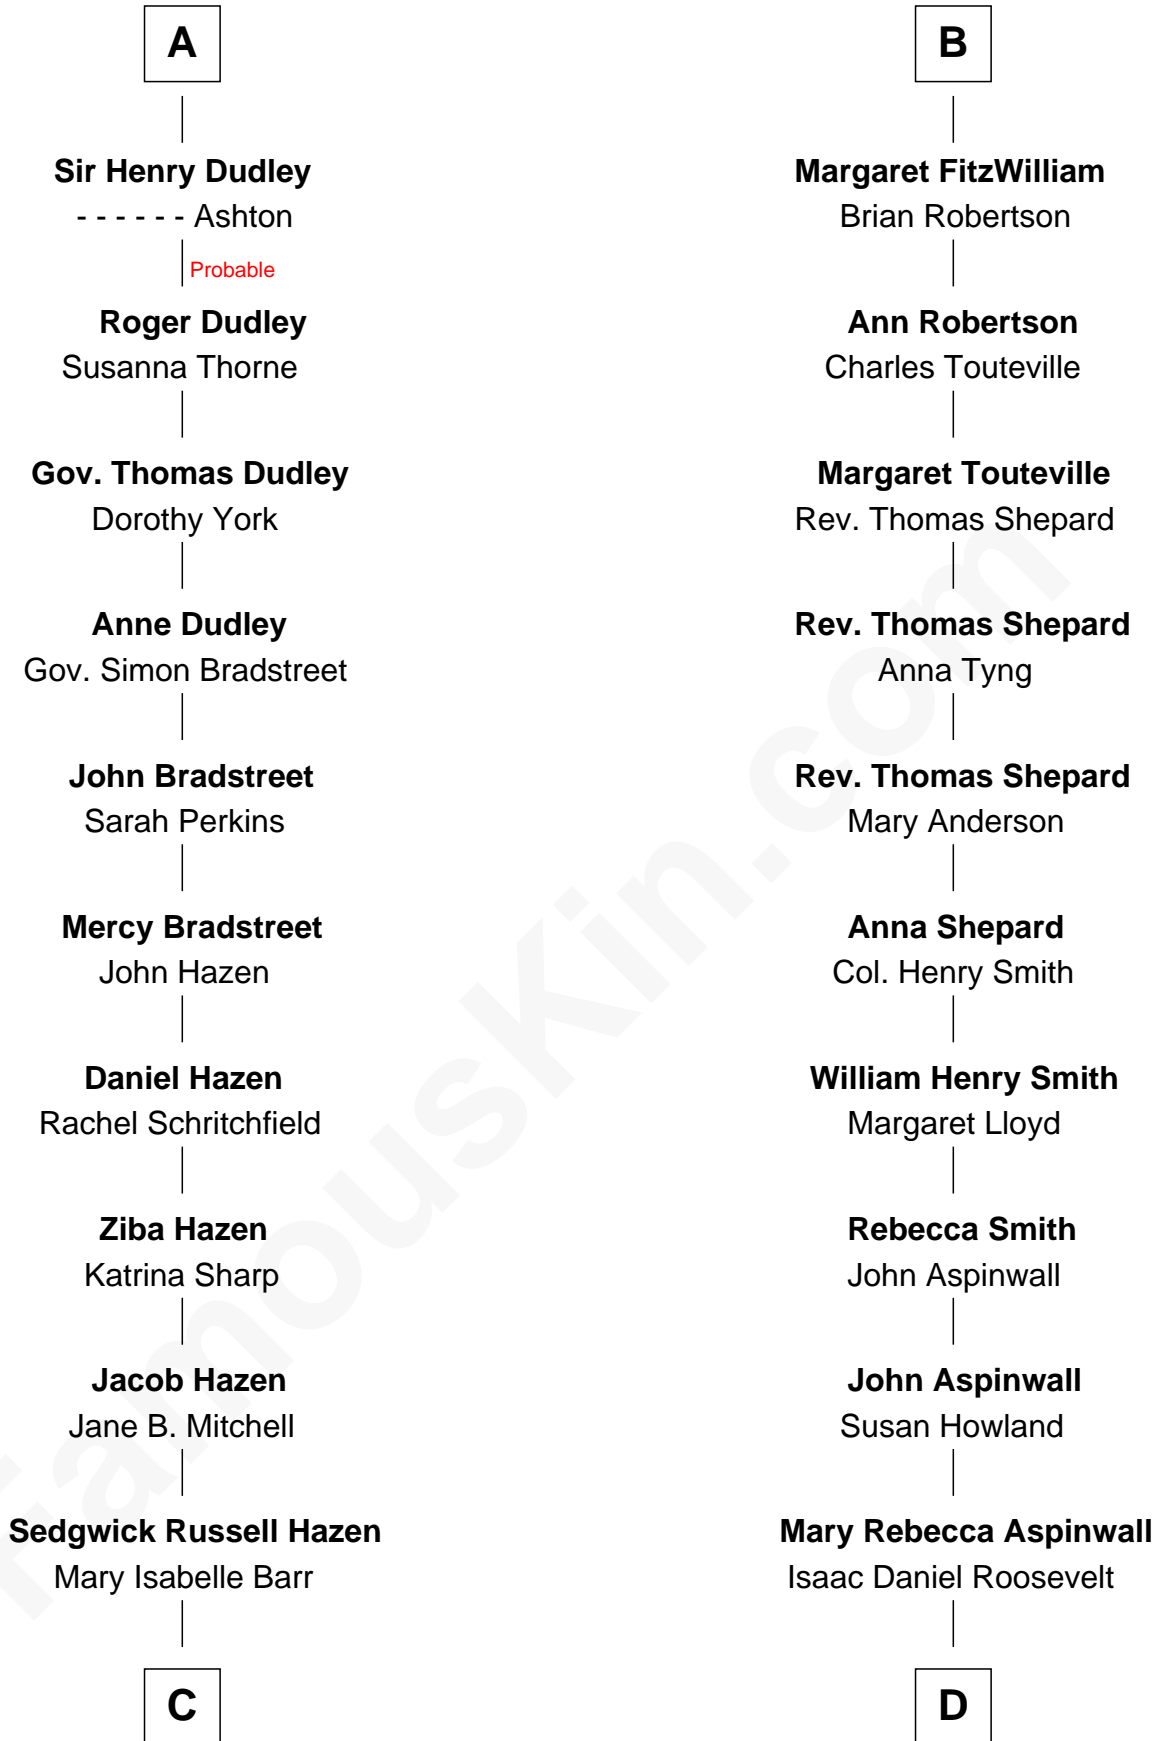 A
Sir Henry Dudley
- - - - - - Ashton
Probable
Roger Dudley
Susanna Thorne
Gov. Thomas Dudley
Dorothy York
Anne Dudley
Gov. Simon Bradstreet
John Bradstreet
Sarah Perkins
Mercy Bradstreet
John Hazen
Daniel Hazen
Rachel Schritchfield
Ziba Hazen
Katrina Sharp
Jacob Hazen
Jane B. Mitchell
Sedgwick Russell Hazen
Mary Isabelle Barr
C
B
Margaret FitzWilliam
Brian Robertson
Ann Robertson
Charles Touteville
Margaret Touteville
Rev. Thomas Shepard
Rev. Thomas Shepard
Anna Tyng
Rev. Thomas Shepard
Mary Anderson
Anna Shepard
Col. Henry Smith
William Henry Smith
Margaret Lloyd
Rebecca Smith
John Aspinwall
John Aspinwall
Susan Howland
Mary Rebecca Aspinwall
Isaac Daniel Roosevelt
D
FamousKin.com